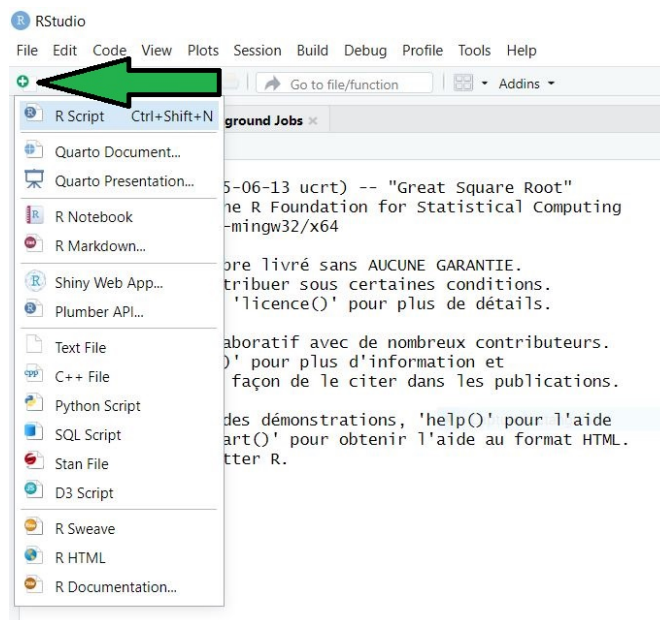 RStudio
File Edit Code View Plots Session Build Debug Profile Tools Help
Go to file/function Addins
R Script Ctrl+Shift+N
ground Jobs
Quarto Document...
Quarto Presentation...
5-06-13 ucrt) -- "Great Square Root"
R Notebook
ne R Foundation for Statistical Computing
R Markdown...
-mingw32/x64
bre livré sans AUCUNE GARANTIE.
Shiny Web App...
tribuer sous certaines conditions.
Plumber API...
'licence()' pour plus de détails.
Text File
aboratif avec de nombreux contributeurs.
)' pour plus d'information et
C++ File
façon de le citer dans les publications.
Python Script
des démonstrations, 'help()' pour l'aide
SQL Script
art()' pour obtenir l'aide au format HTML.
Stan File
tter R.
D3 Script
R Sweave
R HTML
R Documentation...